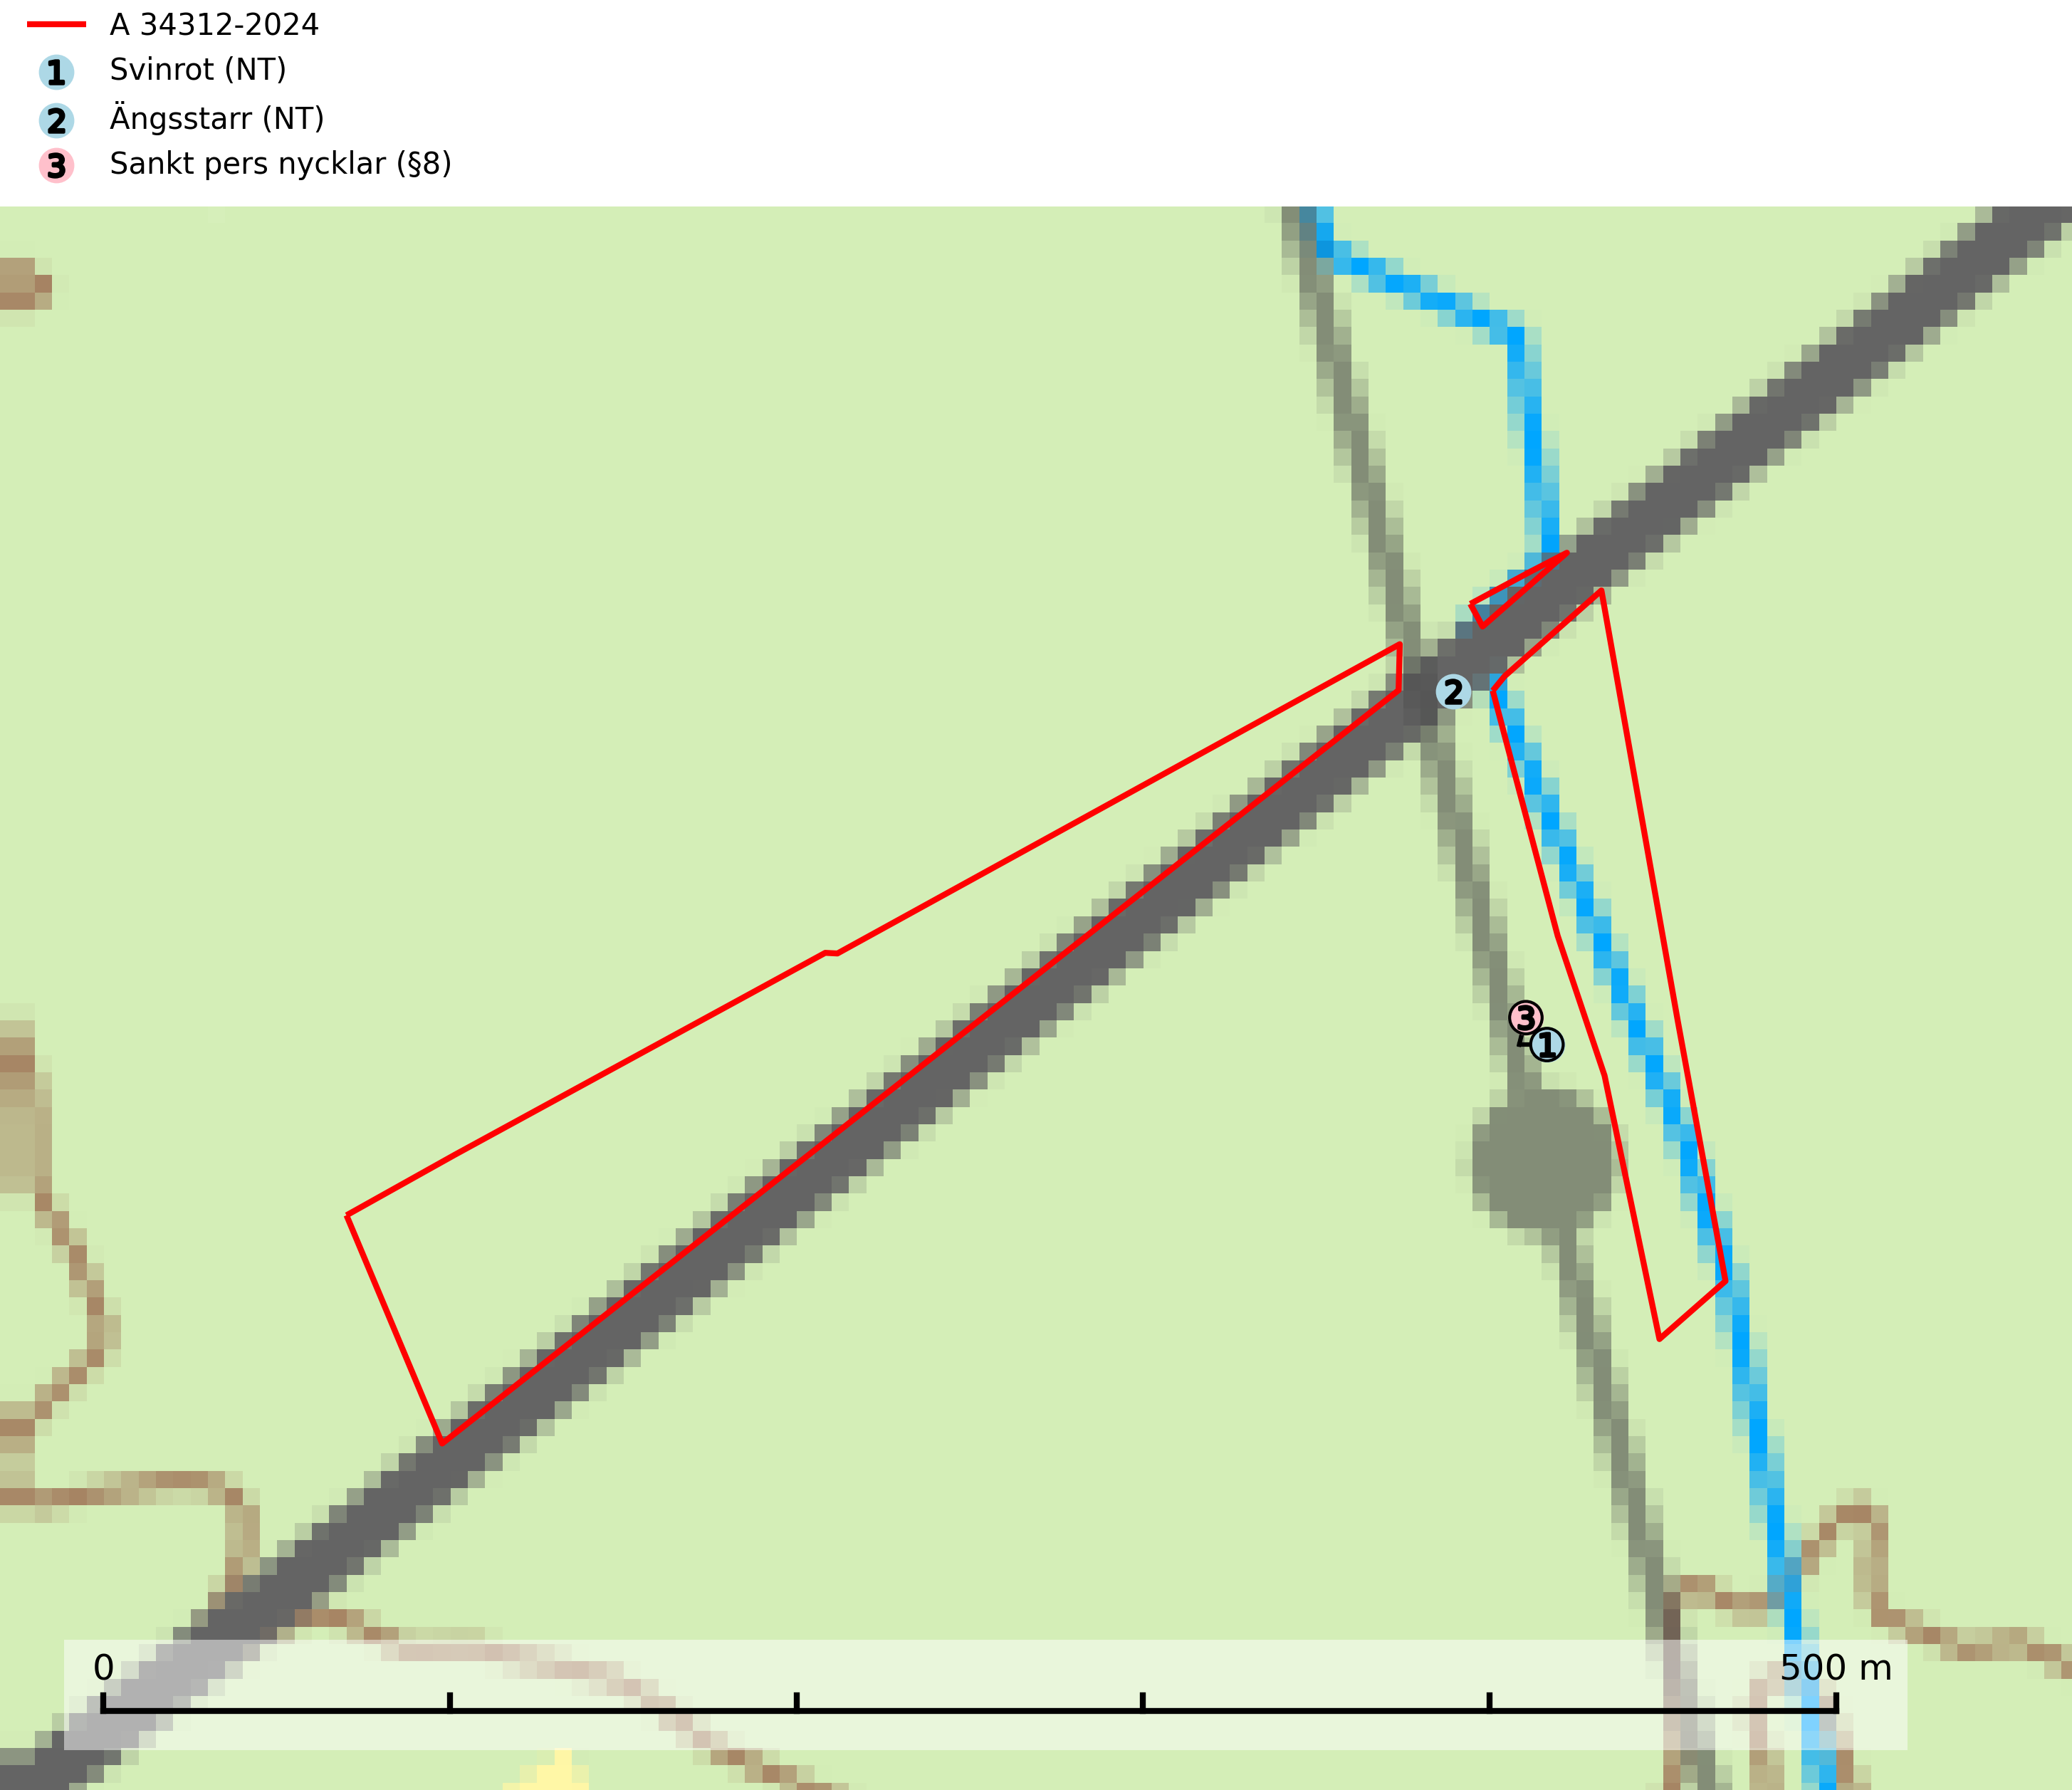 A 34312-2024
1 Svinrot (NT)
2 Ängsstarr (NT)
3 Sankt pers nycklar (§8)
2
3
1
0 500 m